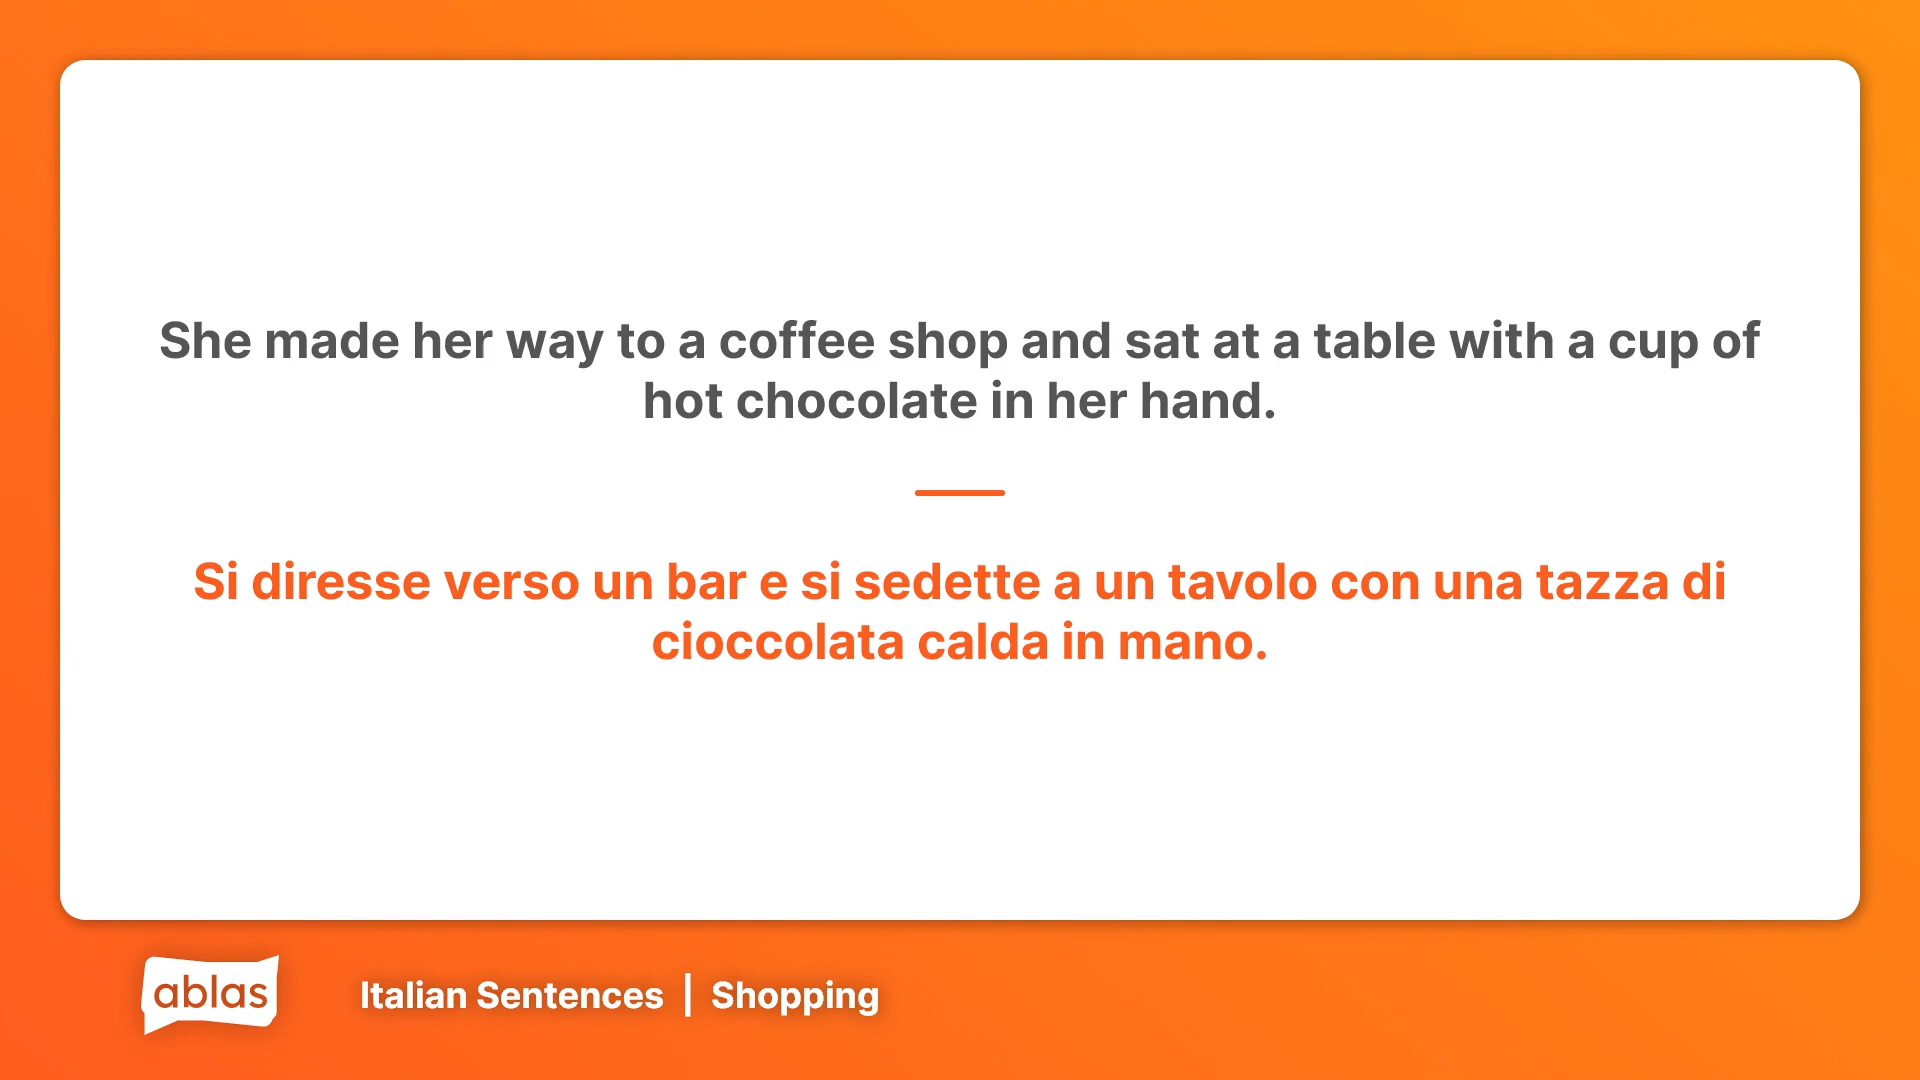 She made her way to a coffee shop and sat at a table with a cup of
hot chocolate in her hand.
Si diresse verso un bar e si sedette a un tavolo con una tazza di
cioccolata calda in mano.
ablas
Italian Sentences | Shopping